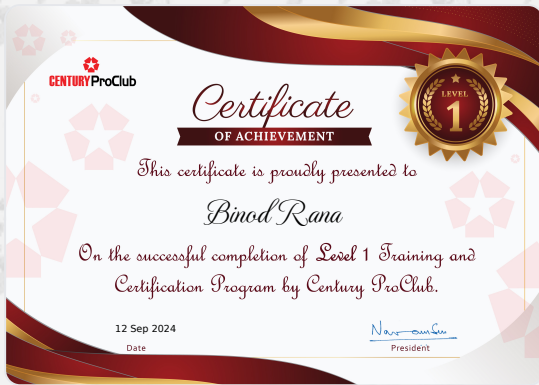 CENTURY ProClub
Certificate
OF ACHIEVEMENT
LEVEL
1
This certificate is proudly presented to
Binod Rana
On the successful completion of Level 1 Training and
Certification Program by Century ProClub.
12 Sep 2024
Date
President